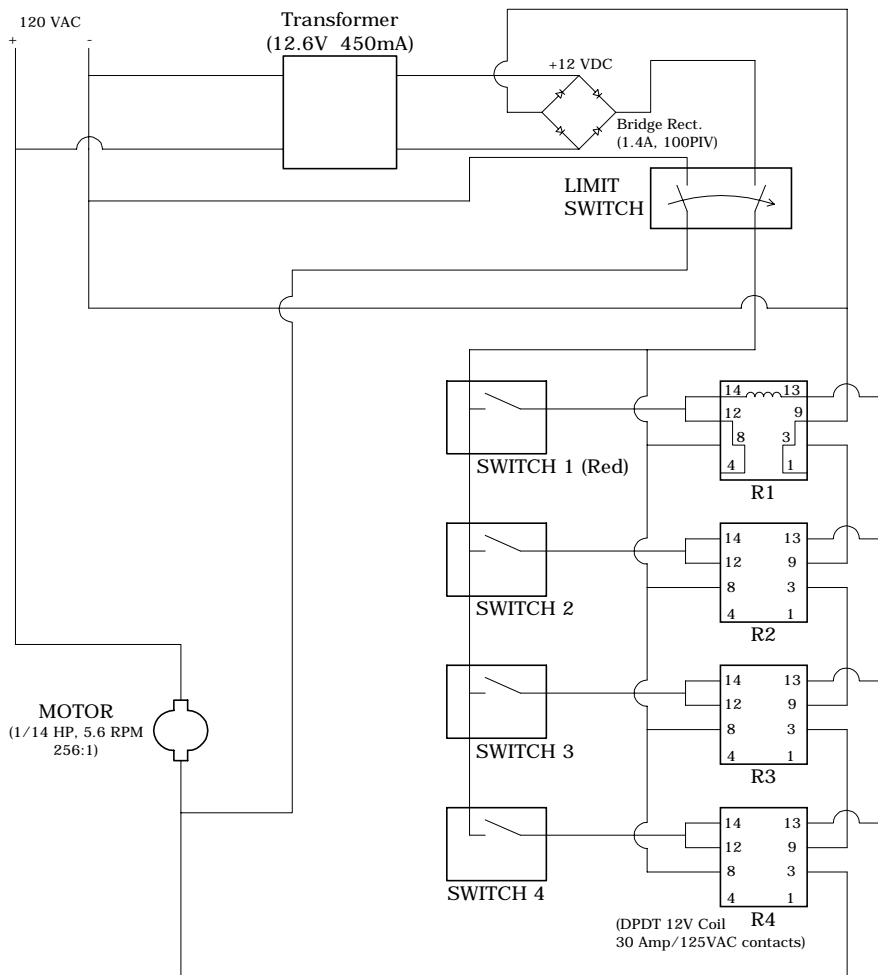 120 VAC
+ -
Transformer
(12.6V 450mA)
+12 VDC
Bridge Rect.
(1.4A, 100PIV)
LIMIT
SWITCH
14 13
12 9
8 3
4 1
R1
SWITCH 1 (Red)
14 13
12 9
8 3
4 1
R2
SWITCH 2
14 13
12 9
8 3
4 1
R3
SWITCH 3
MOTOR
(1/14 HP, 5.6 RPM
256:1)
14 13
12 9
8 3
4 1
R4
SWITCH 4
(DPDT 12V Coil
30 Amp/125VAC contacts)